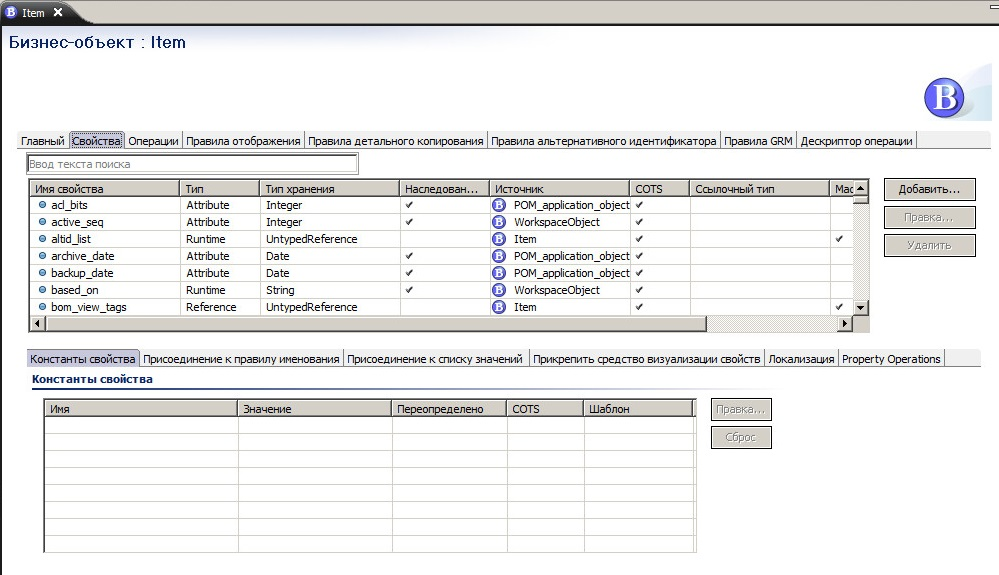 B Item
Бизнес-объект : Item
B
Главный Свойства Операции Правила отображения Правила детального копирования Правила альтернативного идентификатора Правила GRM Дескриптор операции
Ввод текста поиска
Имя свойства Тип Тип хранения Наследован... Источник COTS Ссылочный тип Мас
acl_bits Attribute Integer B POM_application_object
active_seq Attribute Integer B WorkspaceObject
altid_list Runtime UntypedReference B Item
archive_date Attribute Date B POM_application_object
backup_date Attribute Date B POM_application_object
based_on Runtime String B WorkspaceObject
bom_view_tags Reference UntypedReference B Item
Добавить...
Правка...
Удалить
Константы свойства Присоединение к правилу именования Присоединение к списку значений Прикрепить средство визуализации свойств Локализация Property Operations
Константы свойства
Имя Значение Переопределено COTS Шаблон
Правка...
Сброс